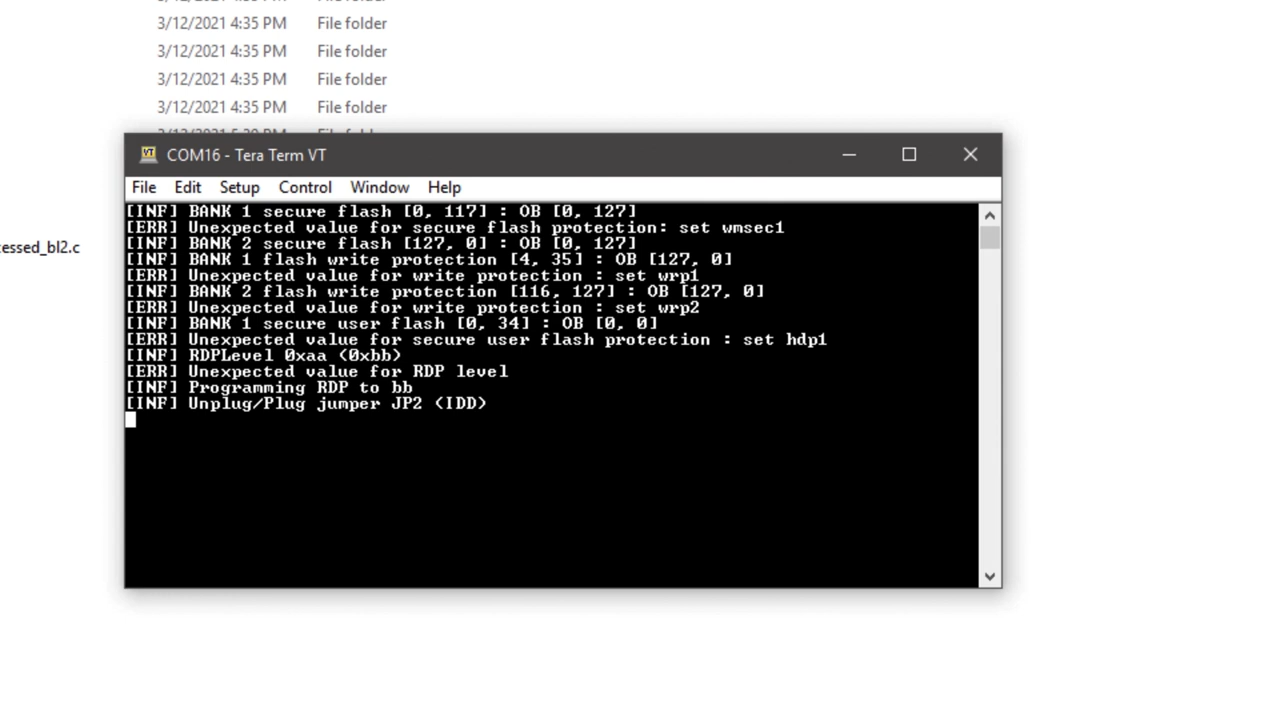 3/12/2021 4:35 PM File folder
3/12/2021 4:35 PM File folder
3/12/2021 4:35 PM File folder
3/12/2021 4:35 PM File folder
cessed_bl2.c
COM16 - Tera Term VT
File Edit Setup Control Window Help
[INF] BANK 1 secure flash [0, 117] : OB [0, 127]
[ERR] Unexpected value for secure flash protection: set wmsec1
[INF] BANK 2 secure flash [127, 0] : OB [0, 127]
[INF] BANK 1 flash write protection [4, 35] : OB [127, 0]
[ERR] Unexpected value for write protection : set wrp1
[INF] BANK 2 flash write protection [116, 127] : OB [127, 0]
[ERR] Unexpected value for write protection : set wrp2
[INF] BANK 1 secure user flash [0, 34] : OB [0, 0]
[ERR] Unexpected value for secure user flash protection : set hdp1
[INF] RDPLevel 0xaa (0xbb)
[ERR] Unexpected value for RDP level
[INF] Programming RDP to bb
[INF] Unplug/Plug jumper JP2 (IDD)